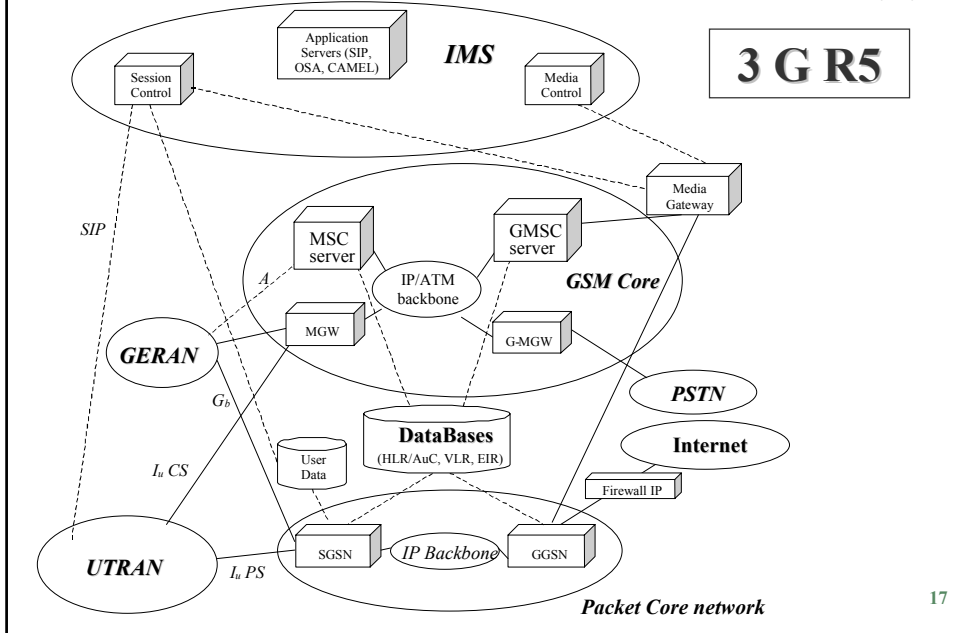 Application
Servers (SIP,
OSA, CAMEL)
IMS
3 G R5
Session
Control
Media
Control
Media
Gateway
SIP
MSC
server
GMSC
server
A
IP/ATM
backbone
GSM Core
MGW
G-MGW
GERAN
PSTN
Gb
DataBases
(HLR/AuC, VLR, EIR)
Internet
User
Data
Iu CS
Firewall IP
SGSN
IP Backbone
GGSN
UTRAN
Iu PS
Packet Core network
17